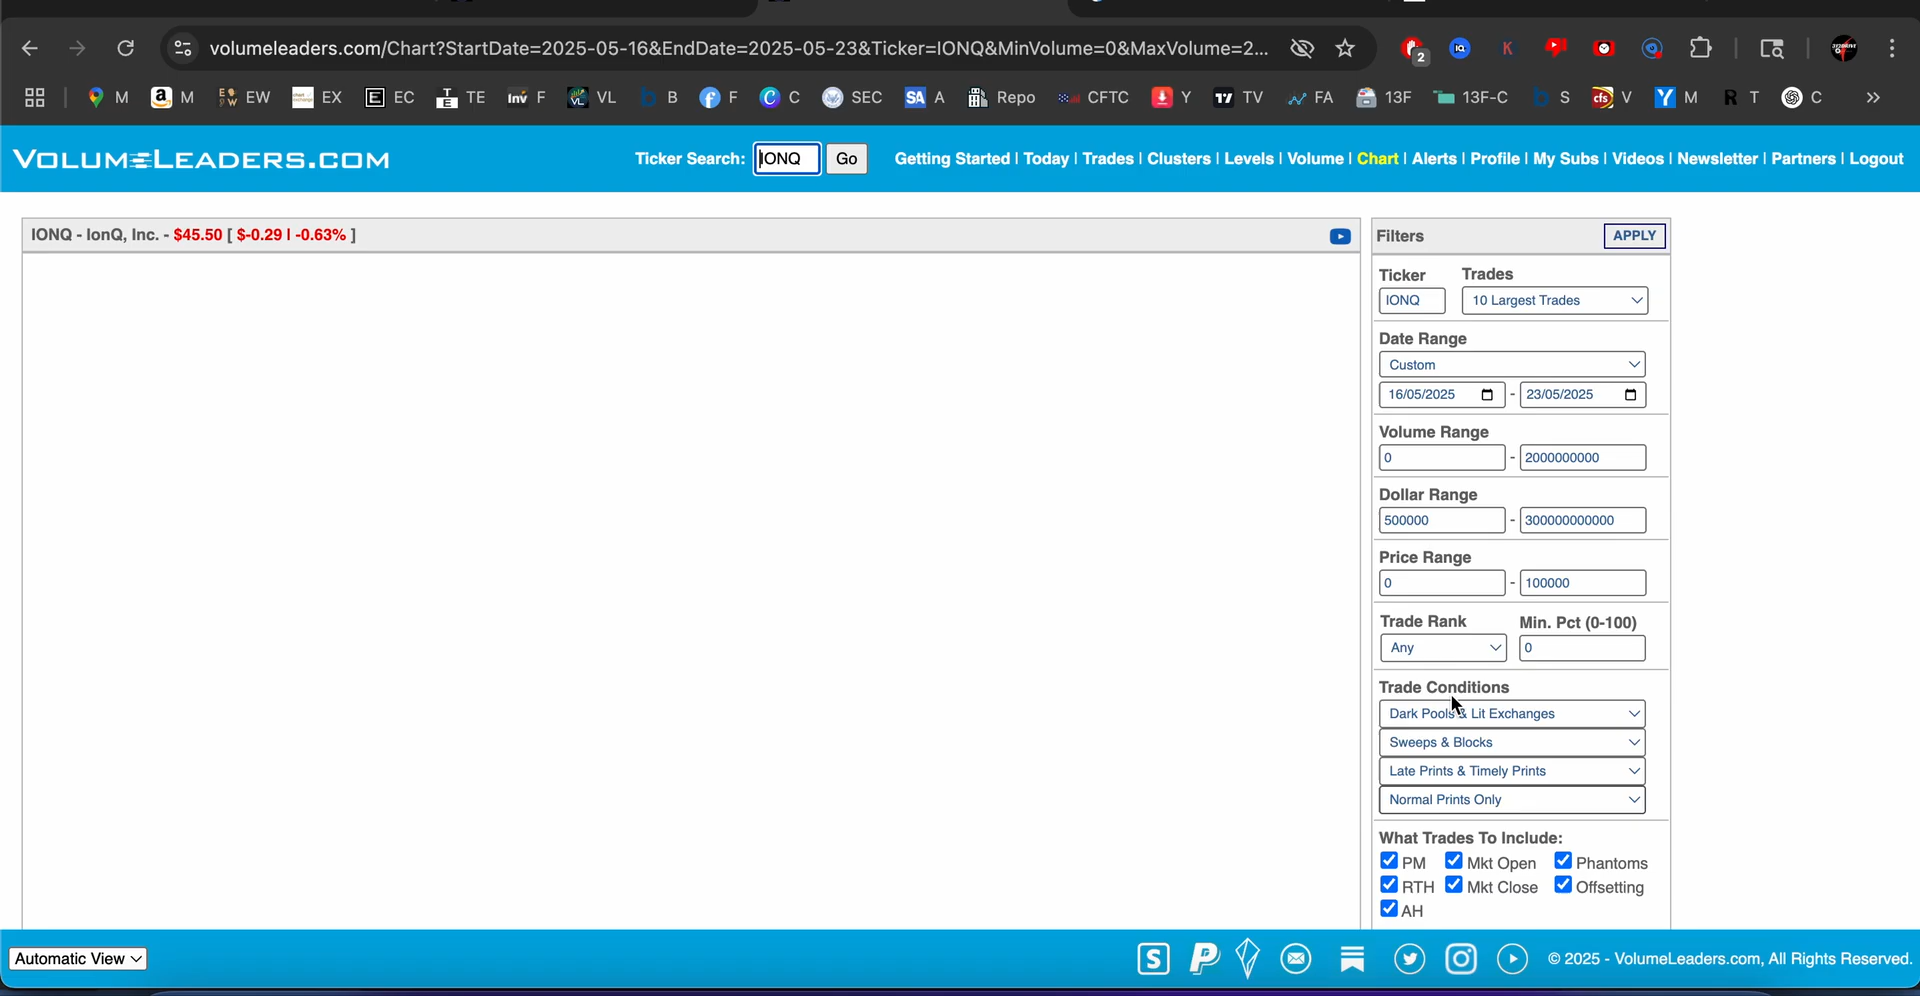 volumeleaders.com/Chart?StartDate=2025-05-16&EndDate=2025-05-23&Ticker=IONQ&MinVolume=0&MaxVolume=2...
2
M M EW EX EC TE F VL B F C SEC A Repo CFTC Y TV FA 13F 13F-C S V M T C
VOLUMELEADERS.COM
Ticker Search: IONQ Go
Getting Started | Today | Trades | Clusters | Levels | Volume | Chart | Alerts | Profile | My Subs | Videos | Newsletter | Partners | Logout
IONQ - IonQ, Inc. - $45.50 [ $-0.29 | -0.63% ]
Filters APPLY
Ticker Trades
IONQ 10 Largest Trades
Date Range
Custom
16/05/2025 - 23/05/2025
Volume Range
0 - 2000000000
Dollar Range
500000 - 300000000000
Price Range
0 - 100000
Trade Rank Min. Pct (0-100)
Any 0
Trade Conditions
Dark Pools & Lit Exchanges
Sweeps & Blocks
Late Prints & Timely Prints
Normal Prints Only
What Trades To Include:
PM Mkt Open Phantoms
RTH Mkt Close Offsetting
AH
Automatic View
© 2025 - VolumeLeaders.com, All Rights Reserved.